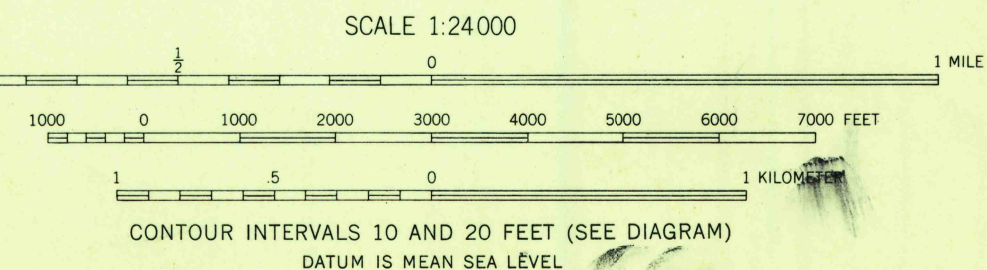 SCALE 1:24000
½ 0 1 MILE
1000 0 1000 2000 3000 4000 5000 6000 7000 FEET
1 .5 0 1 KILOMETER
CONTOUR INTERVALS 10 AND 20 FEET (SEE DIAGRAM)
DATUM IS MEAN SEA LEVEL